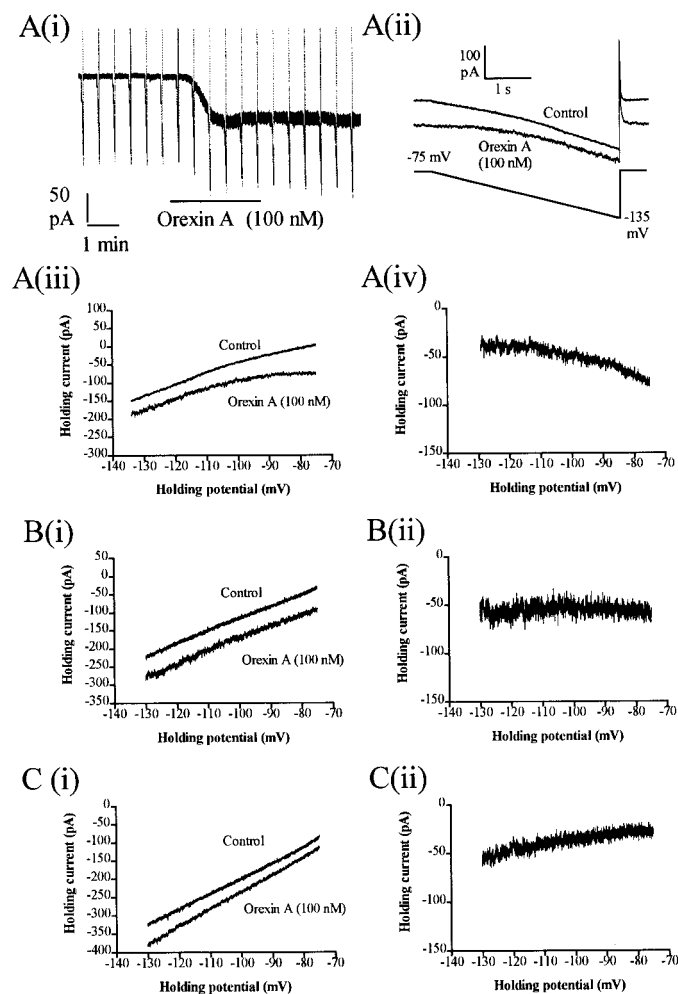 A(i)
50
pA
1 min
Orexin A (100 nM)
A(ii)
100
pA
1 s
Control
Orexin A
(100 nM)
-75 mV
-135
mV
A(iii)
Holding current (pA)
100
50
0
-50
-100
-150
-200
-250
-300
Control
Orexin A (100 nM)
-140 -130 -120 -110 -100 -90 -80 -70
Holding potential (mV)
A(iv)
Holding current (pA)
0
-50
-100
-150
-140 -130 -120 -110 -100 -90 -80 -70
Holding potential (mV)
B(i)
Holding current (pA)
50
0
-50
-100
-150
-200
-250
-300
-350
Control
Orexin A (100 nM)
-140 -130 -120 -110 -100 -90 -80 -70
Holding potential (mV)
B(ii)
Holding current (pA)
0
-50
-100
-150
-140 -130 -120 -110 -100 -90 -80 -70
Holding potential (mV)
C (i)
Holding current (pA)
0
-50
-100
-150
-200
-250
-300
-350
-400
Control
Orexin A (100 nM)
-140 -130 -120 -110 -100 -90 -80 -70
Holding potential (mV)
C(ii)
Holding current (pA)
0
-50
-100
-150
-140 -130 -120 -110 -100 -90 -80 -70
Holding potential (mV)